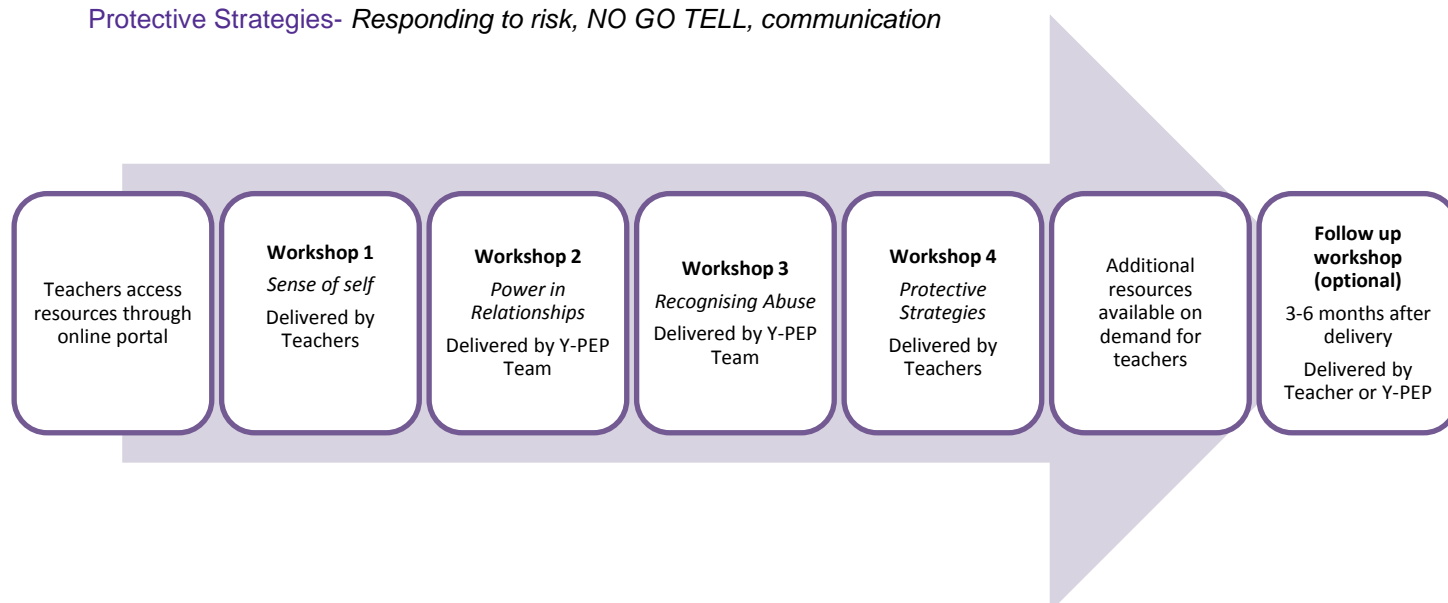 Protective Strategies- Responding to risk, NO GO TELL, communication
Teachers access
resources through
online portal
Workshop 1
Sense of self
Delivered by
Teachers
Workshop 2
Power in
Relationships
Delivered by Y-PEP
Team
Workshop 3
Recognising Abuse
Delivered by Y-PEP
Team
Workshop 4
Protective
Strategies
Delivered by
Teachers
Additional
resources
available on
demand for
teachers
Follow up
workshop
(optional)
3-6 months after
delivery
Delivered by
Teacher or Y-PEP